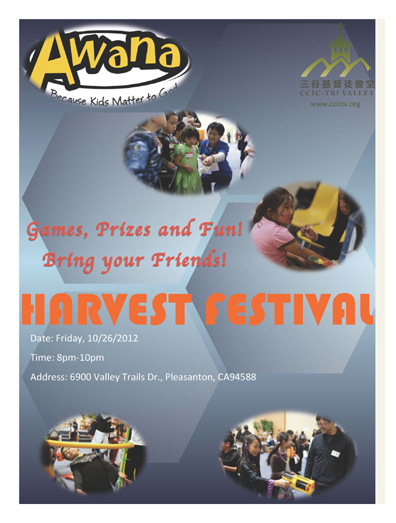 Awana
Because Kids Matter to God
三谷基督徒會堂
CCIC-TRI VALLEY
www.ccictv.org
Games, Prizes and Fun!
Bring your Friends!
HARVEST FESTIVAL
Date: Friday, 10/26/2012
Time: 8pm-10pm
Address: 6900 Valley Trails Dr., Pleasanton, CA94588